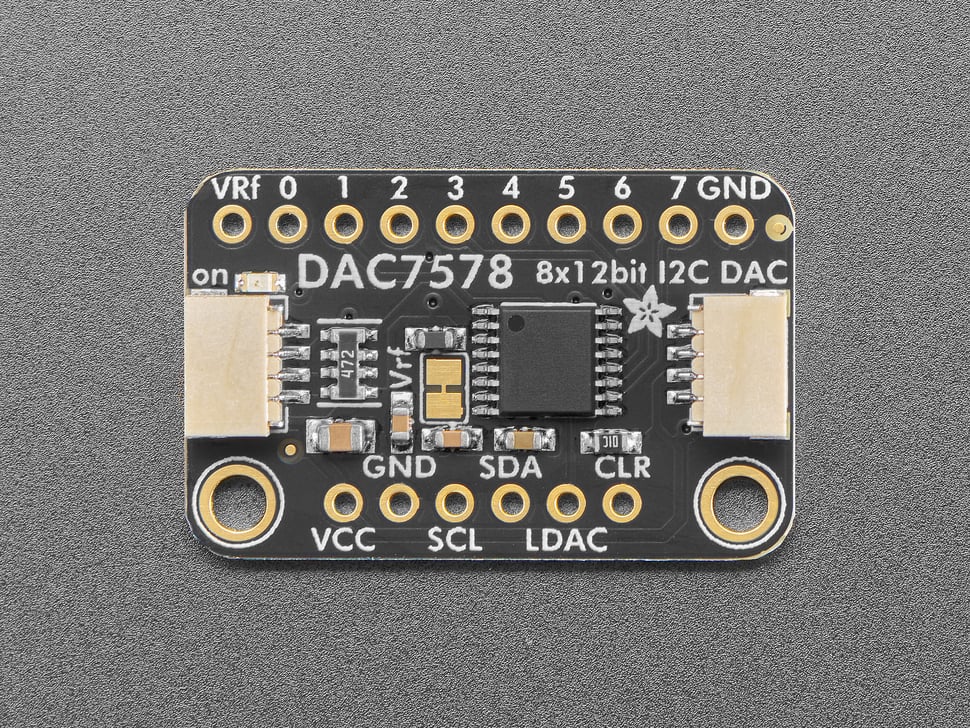 VRf 0 1 2 3 4 5 6 7 GND
on DAC7578 8x12bit I2C DAC
472
Vrf
GND SDA CLR
VCC SCL LDAC